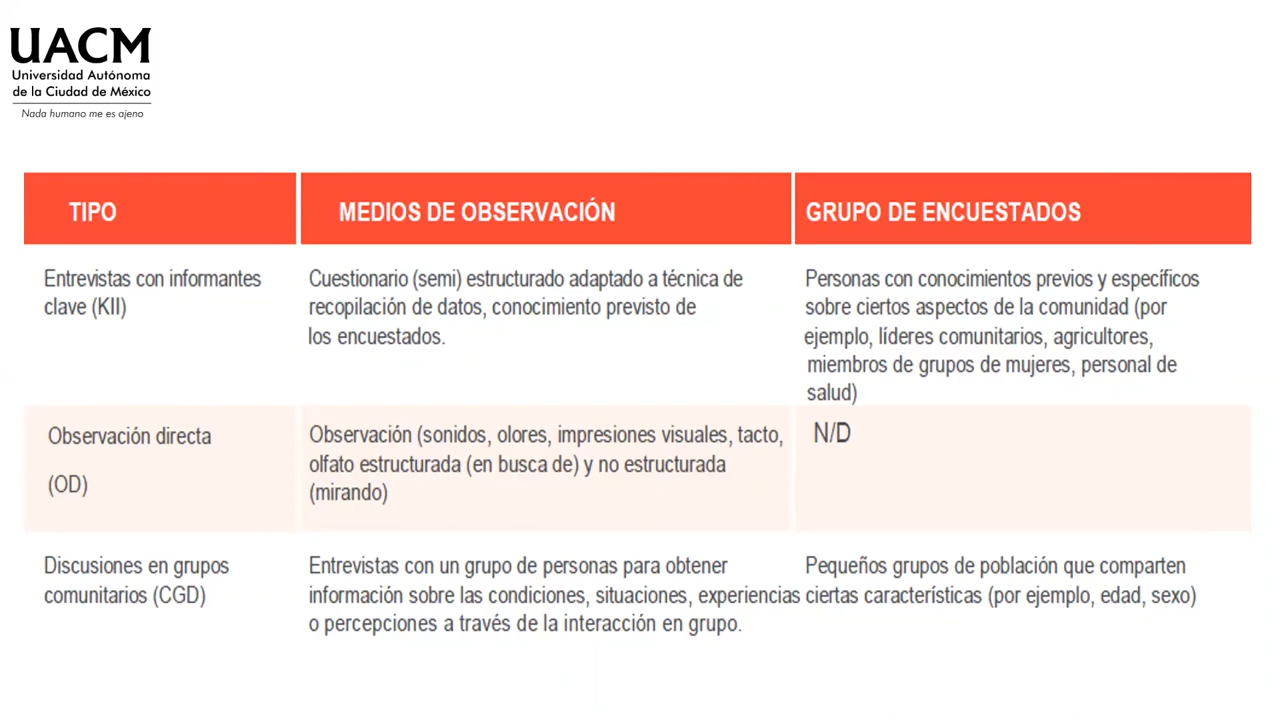 UACM
Universidad Autónoma
de la Ciudad de México
Nada humano me es ajeno
TIPO
MEDIOS DE OBSERVACIÓN
GRUPO DE ENCUESTADOS
Entrevistas con informantes
clave (KII)
Cuestionario (semi) estructurado adaptado a técnica de
recopilación de datos, conocimiento previsto de
los encuestados.
Personas con conocimientos previos y específicos
sobre ciertos aspectos de la comunidad (por
ejemplo, líderes comunitarios, agricultores,
miembros de grupos de mujeres, personal de
salud)
Observación directa
(OD)
Observación (sonidos, olores, impresiones visuales, tacto,
olfato estructurada (en busca de) y no estructurada
(mirando)
N/D
Discusiones en grupos
comunitarios (CGD)
Entrevistas con un grupo de personas para obtener
información sobre las condiciones, situaciones, experiencias
o percepciones a través de la interacción en grupo.
Pequeños grupos de población que comparten
ciertas características (por ejemplo, edad, sexo)